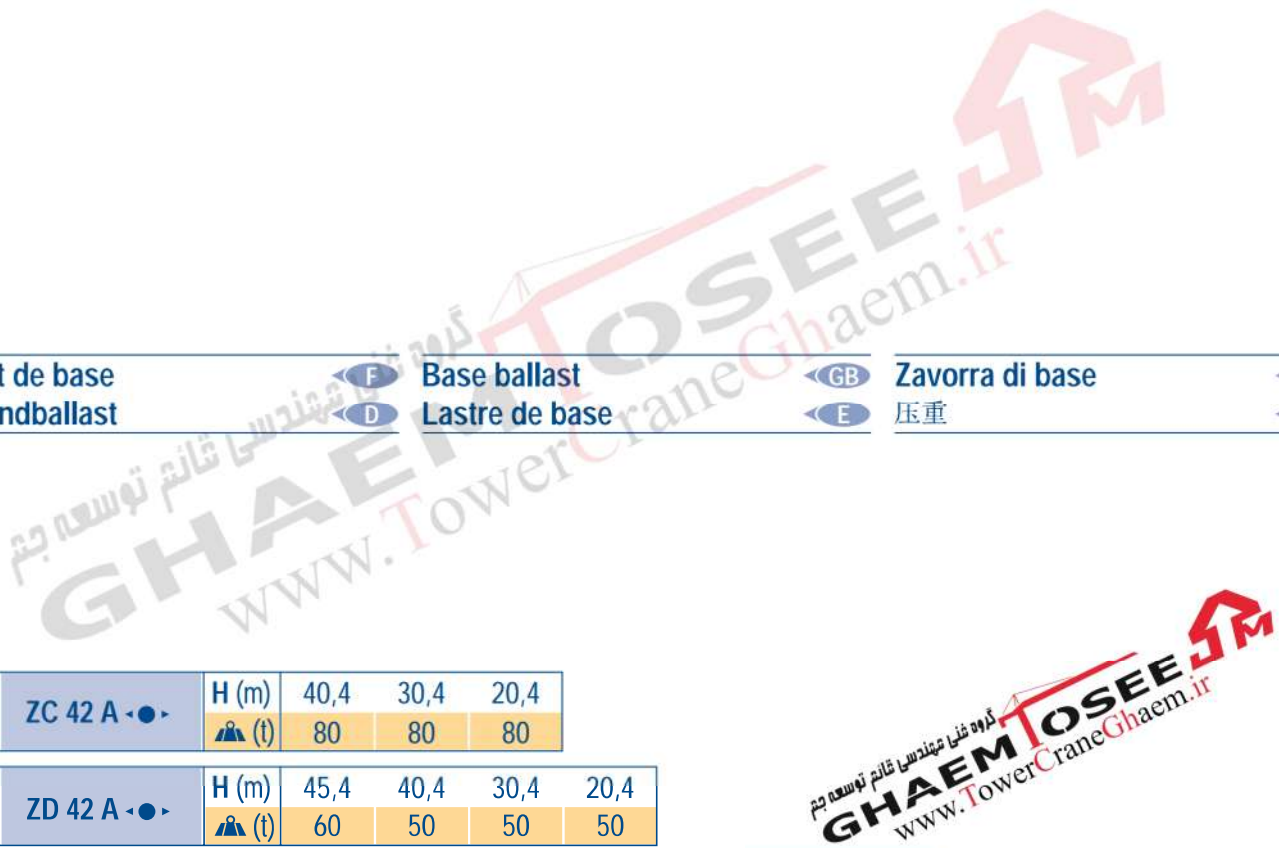 t de base F Base ballast GB Zavorra di base
ndballast D Lastre de base E 压重
گروه فنی مهندسی قائم توسعه جم
GHAEM TOSEE JM
www.TowerCraneGhaem.ir
ZC 42 A H (m) 40,4 30,4 20,4
(t) 80 80 80
ZD 42 A H (m) 45,4 40,4 30,4 20,4
(t) 60 50 50 50
گروه فنی مهندسی قائم توسعه جم
GHAEM TOSEE JM
www.TowerCraneGhaem.ir